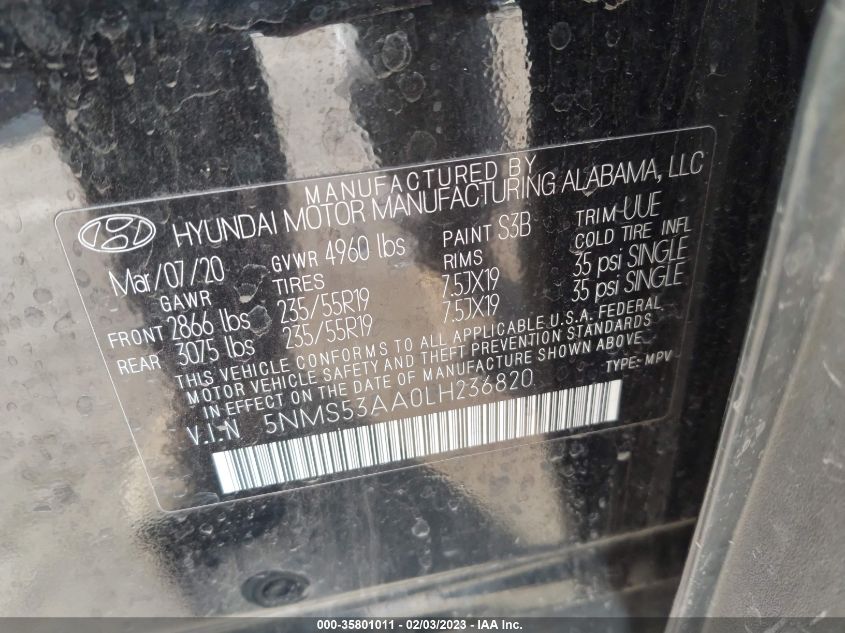 MANUFACTURED BY
HYUNDAI MOTOR MANUFACTURING ALABAMA, LLC
Mar/07/20 GVWR 4960 lbs PAINT S3B TRIM-UUE
GAWR TIRES RIMS COLD TIRE INFL
FRONT 2866 lbs 235/55R19 7.5JX19 35 psi SINGLE
REAR 3075 lbs 235/55R19 7.5JX19 35 psi SINGLE
THIS VEHICLE CONFORMS TO ALL APPLICABLE U.S.A. FEDERAL
MOTOR VEHICLE SAFETY AND THEFT PREVENTION STANDARDS
IN EFFECT ON THE DATE OF MANUFACTURE SHOWN ABOVE.
V.I.N 5NMS53AA0LH236820 TYPE: MPV
000-35801011 - 02/03/2023 - IAA Inc.